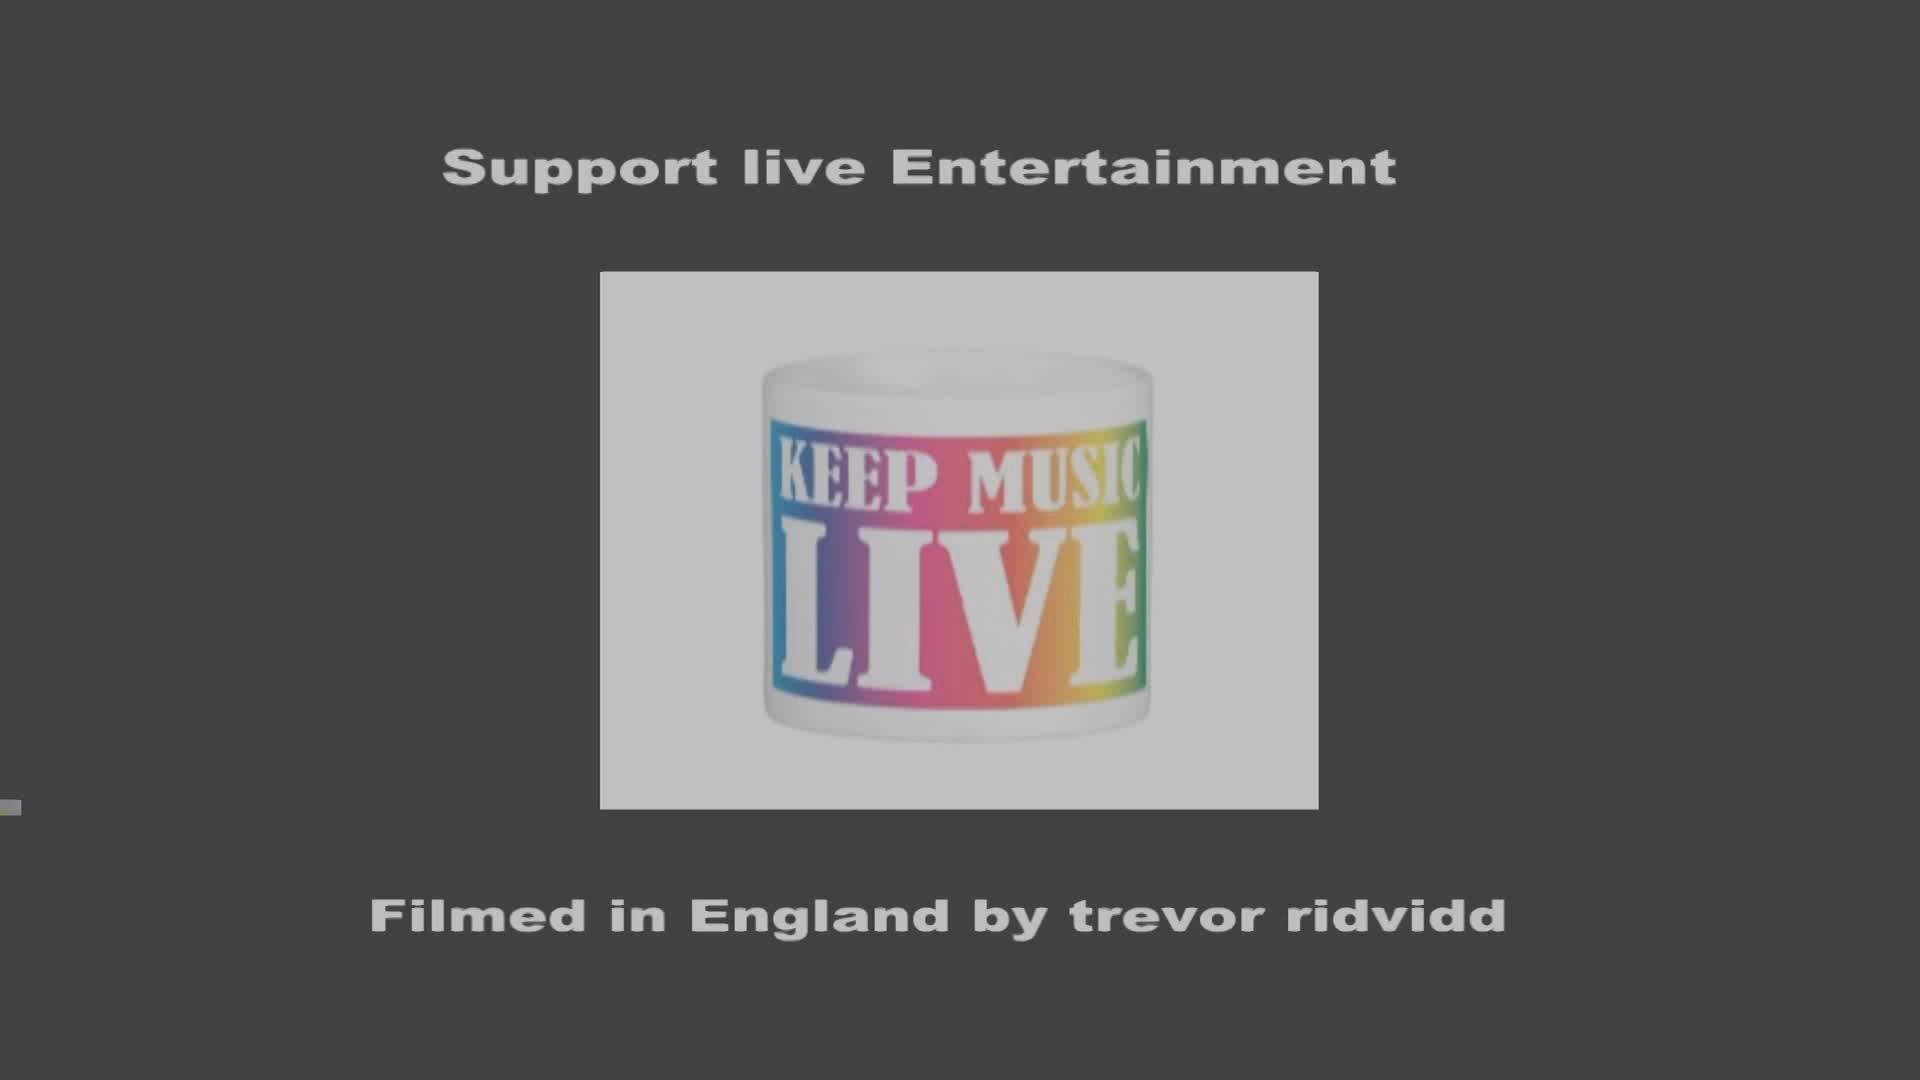 Support live Entertainment
KEEP MUSIC
LIVE
Filmed in England by trevor ridvidd